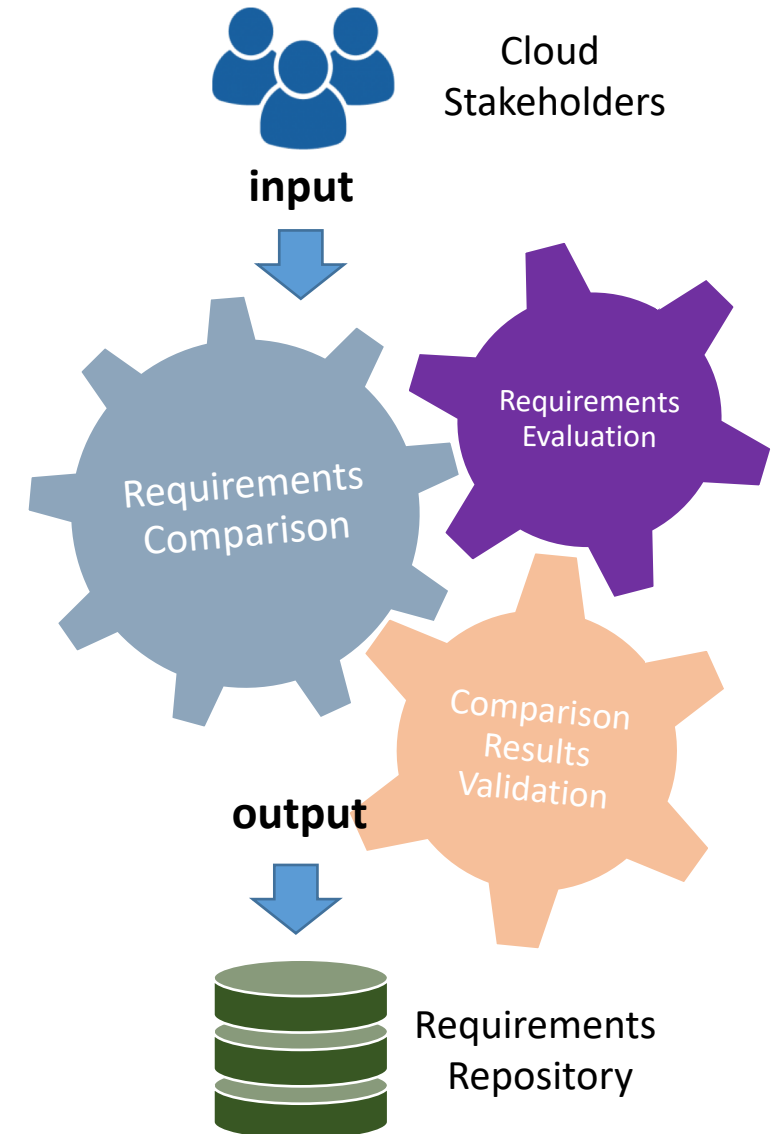 Cloud
Stakeholders
input
Requirements
Evaluation
Requirements
Comparison
Comparison
Results
Validation
output
Requirements
Repository